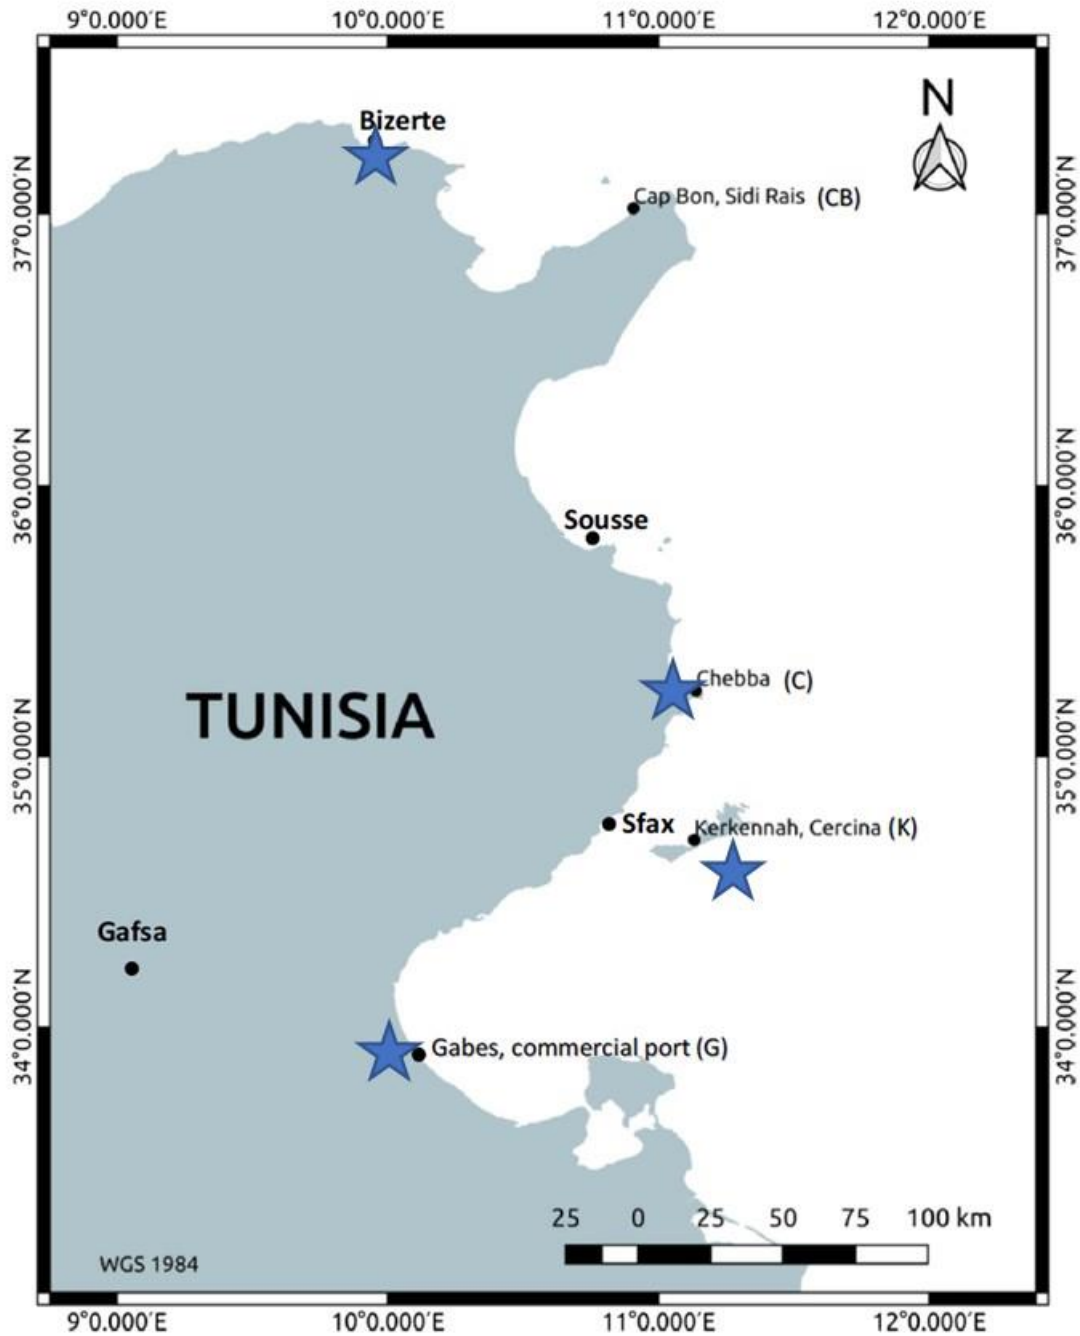 9°0.000′E 10°0.000′E 11°0.000′E 12°0.000′E
N
Bizerte
Cap Bon, Sidi Rais (CB)
37°0.000′N 37°0.000′N
36°0.000′N 36°0.000′N
Sousse
Chebba (C)
TUNISIA
35°0.000′N 35°0.000′N
Sfax Kerkennah, Cercina (K)
Gafsa
34°0.000′N 34°0.000′N
Gabes, commercial port (G)
25 0 25 50 75 100 km
WGS 1984
9°0.000′E 10°0.000′E 11°0.000′E 12°0.000′E